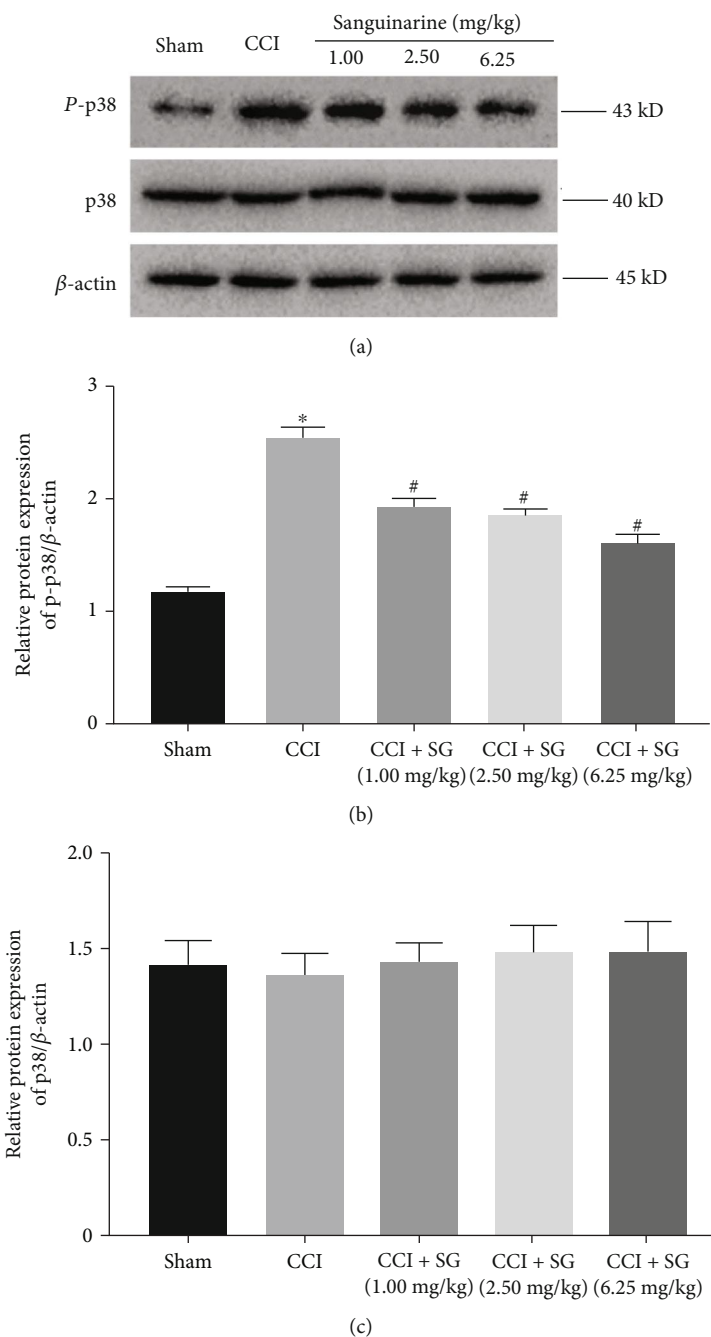 Sham CCI Sanguinarine (mg/kg)
1.00 2.50 6.25
P-p38 43 kD
p38 40 kD
β-actin 45 kD
(a)
Relative protein expression
of p-p38/β-actin
3
2
1
0
*
#
#
#
Sham CCI CCI + SG CCI + SG CCI + SG
(1.00 mg/kg) (2.50 mg/kg) (6.25 mg/kg)
(b)
Relative protein expression
of p38/β-actin
2.0
1.5
1.0
0.5
0
Sham CCI CCI + SG CCI + SG CCI + SG
(1.00 mg/kg) (2.50 mg/kg) (6.25 mg/kg)
(c)